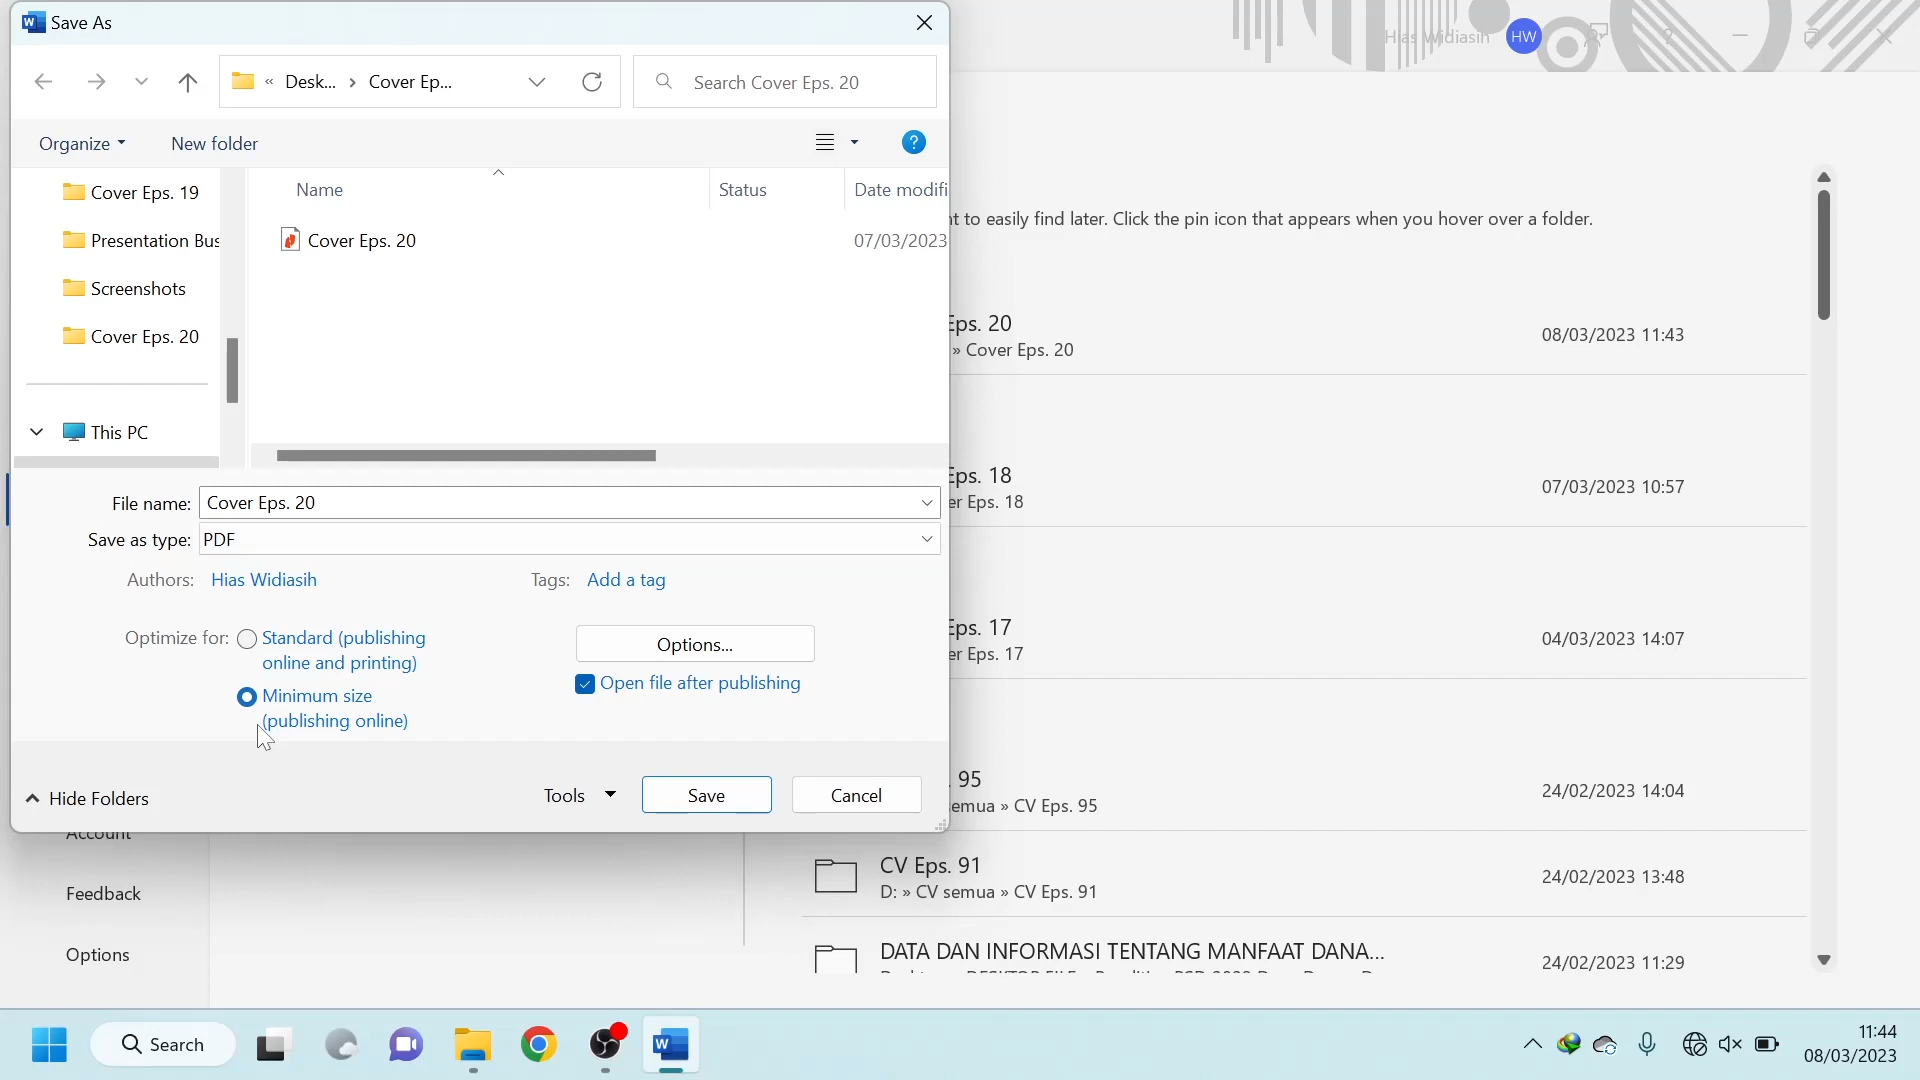 Save As
Hias Widiasih HW
« Desk... › Cover Ep...
Search Cover Eps. 20
Organize
New folder
Cover Eps. 19
Presentation Bus
Screenshots
Cover Eps. 20
This PC
Name
Status
Date modifi
Cover Eps. 20
07/03/2023
File name: Cover Eps. 20
Save as type: PDF
Authors: Hias Widiasih
Tags: Add a tag
Optimize for:
Standard (publishing
online and printing)
Minimum size
(publishing online)
Options...
Open file after publishing
Hide Folders
Tools
Save
Cancel
nt to easily find later. Click the pin icon that appears when you hover over a folder.
Eps. 20
» Cover Eps. 20
08/03/2023 11:43
Eps. 18
er Eps. 18
07/03/2023 10:57
Eps. 17
er Eps. 17
04/03/2023 14:07
. 95
semua » CV Eps. 95
24/02/2023 14:04
CV Eps. 91
D: » CV semua » CV Eps. 91
24/02/2023 13:48
DATA DAN INFORMASI TENTANG MANFAAT DANA...
24/02/2023 11:29
Account
Feedback
Options
Search
11:44
08/03/2023